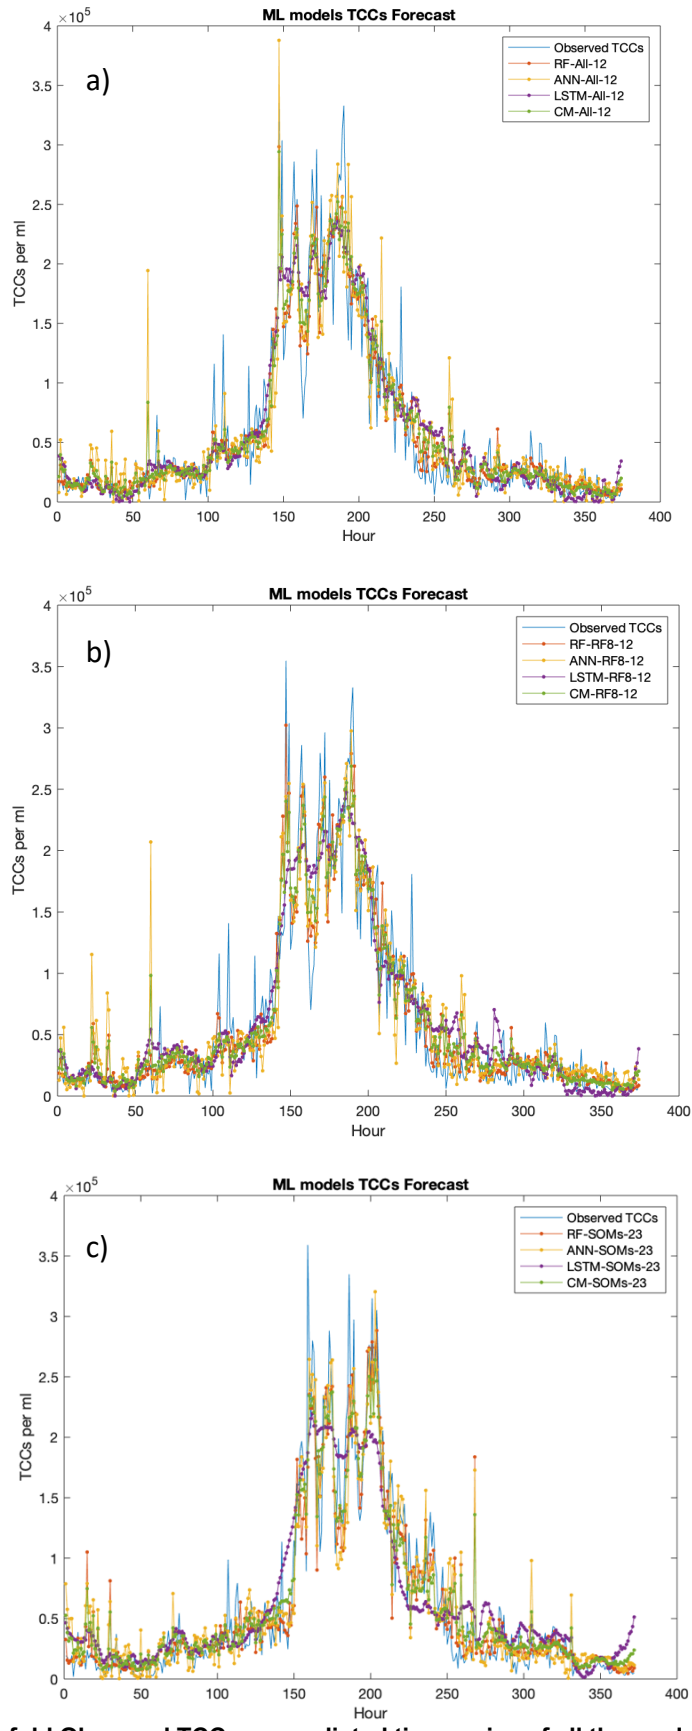 ML models TCCs Forecast
×10⁵
a)
Observed TCCs
RF-All-12
ANN-All-12
LSTM-All-12
CM-All-12
4
3.5
3
2.5
2
1.5
1
0.5
0
TCCs per ml
0 50 100 150 200 250 300 350 400
Hour
ML models TCCs Forecast
×10⁵
b)
Observed TCCs
RF-RF8-12
ANN-RF8-12
LSTM-RF8-12
CM-RF8-12
4
3.5
3
2.5
2
1.5
1
0.5
0
TCCs per ml
0 50 100 150 200 250 300 350 400
Hour
ML models TCCs Forecast
×10⁵
c)
Observed TCCs
RF-SOMs-23
ANN-SOMs-23
LSTM-SOMs-23
CM-SOMs-23
4
3.5
3
2.5
2
1.5
1
0.5
0
TCCs per ml
0 50 100 150 200 250 300 350 400
Hour